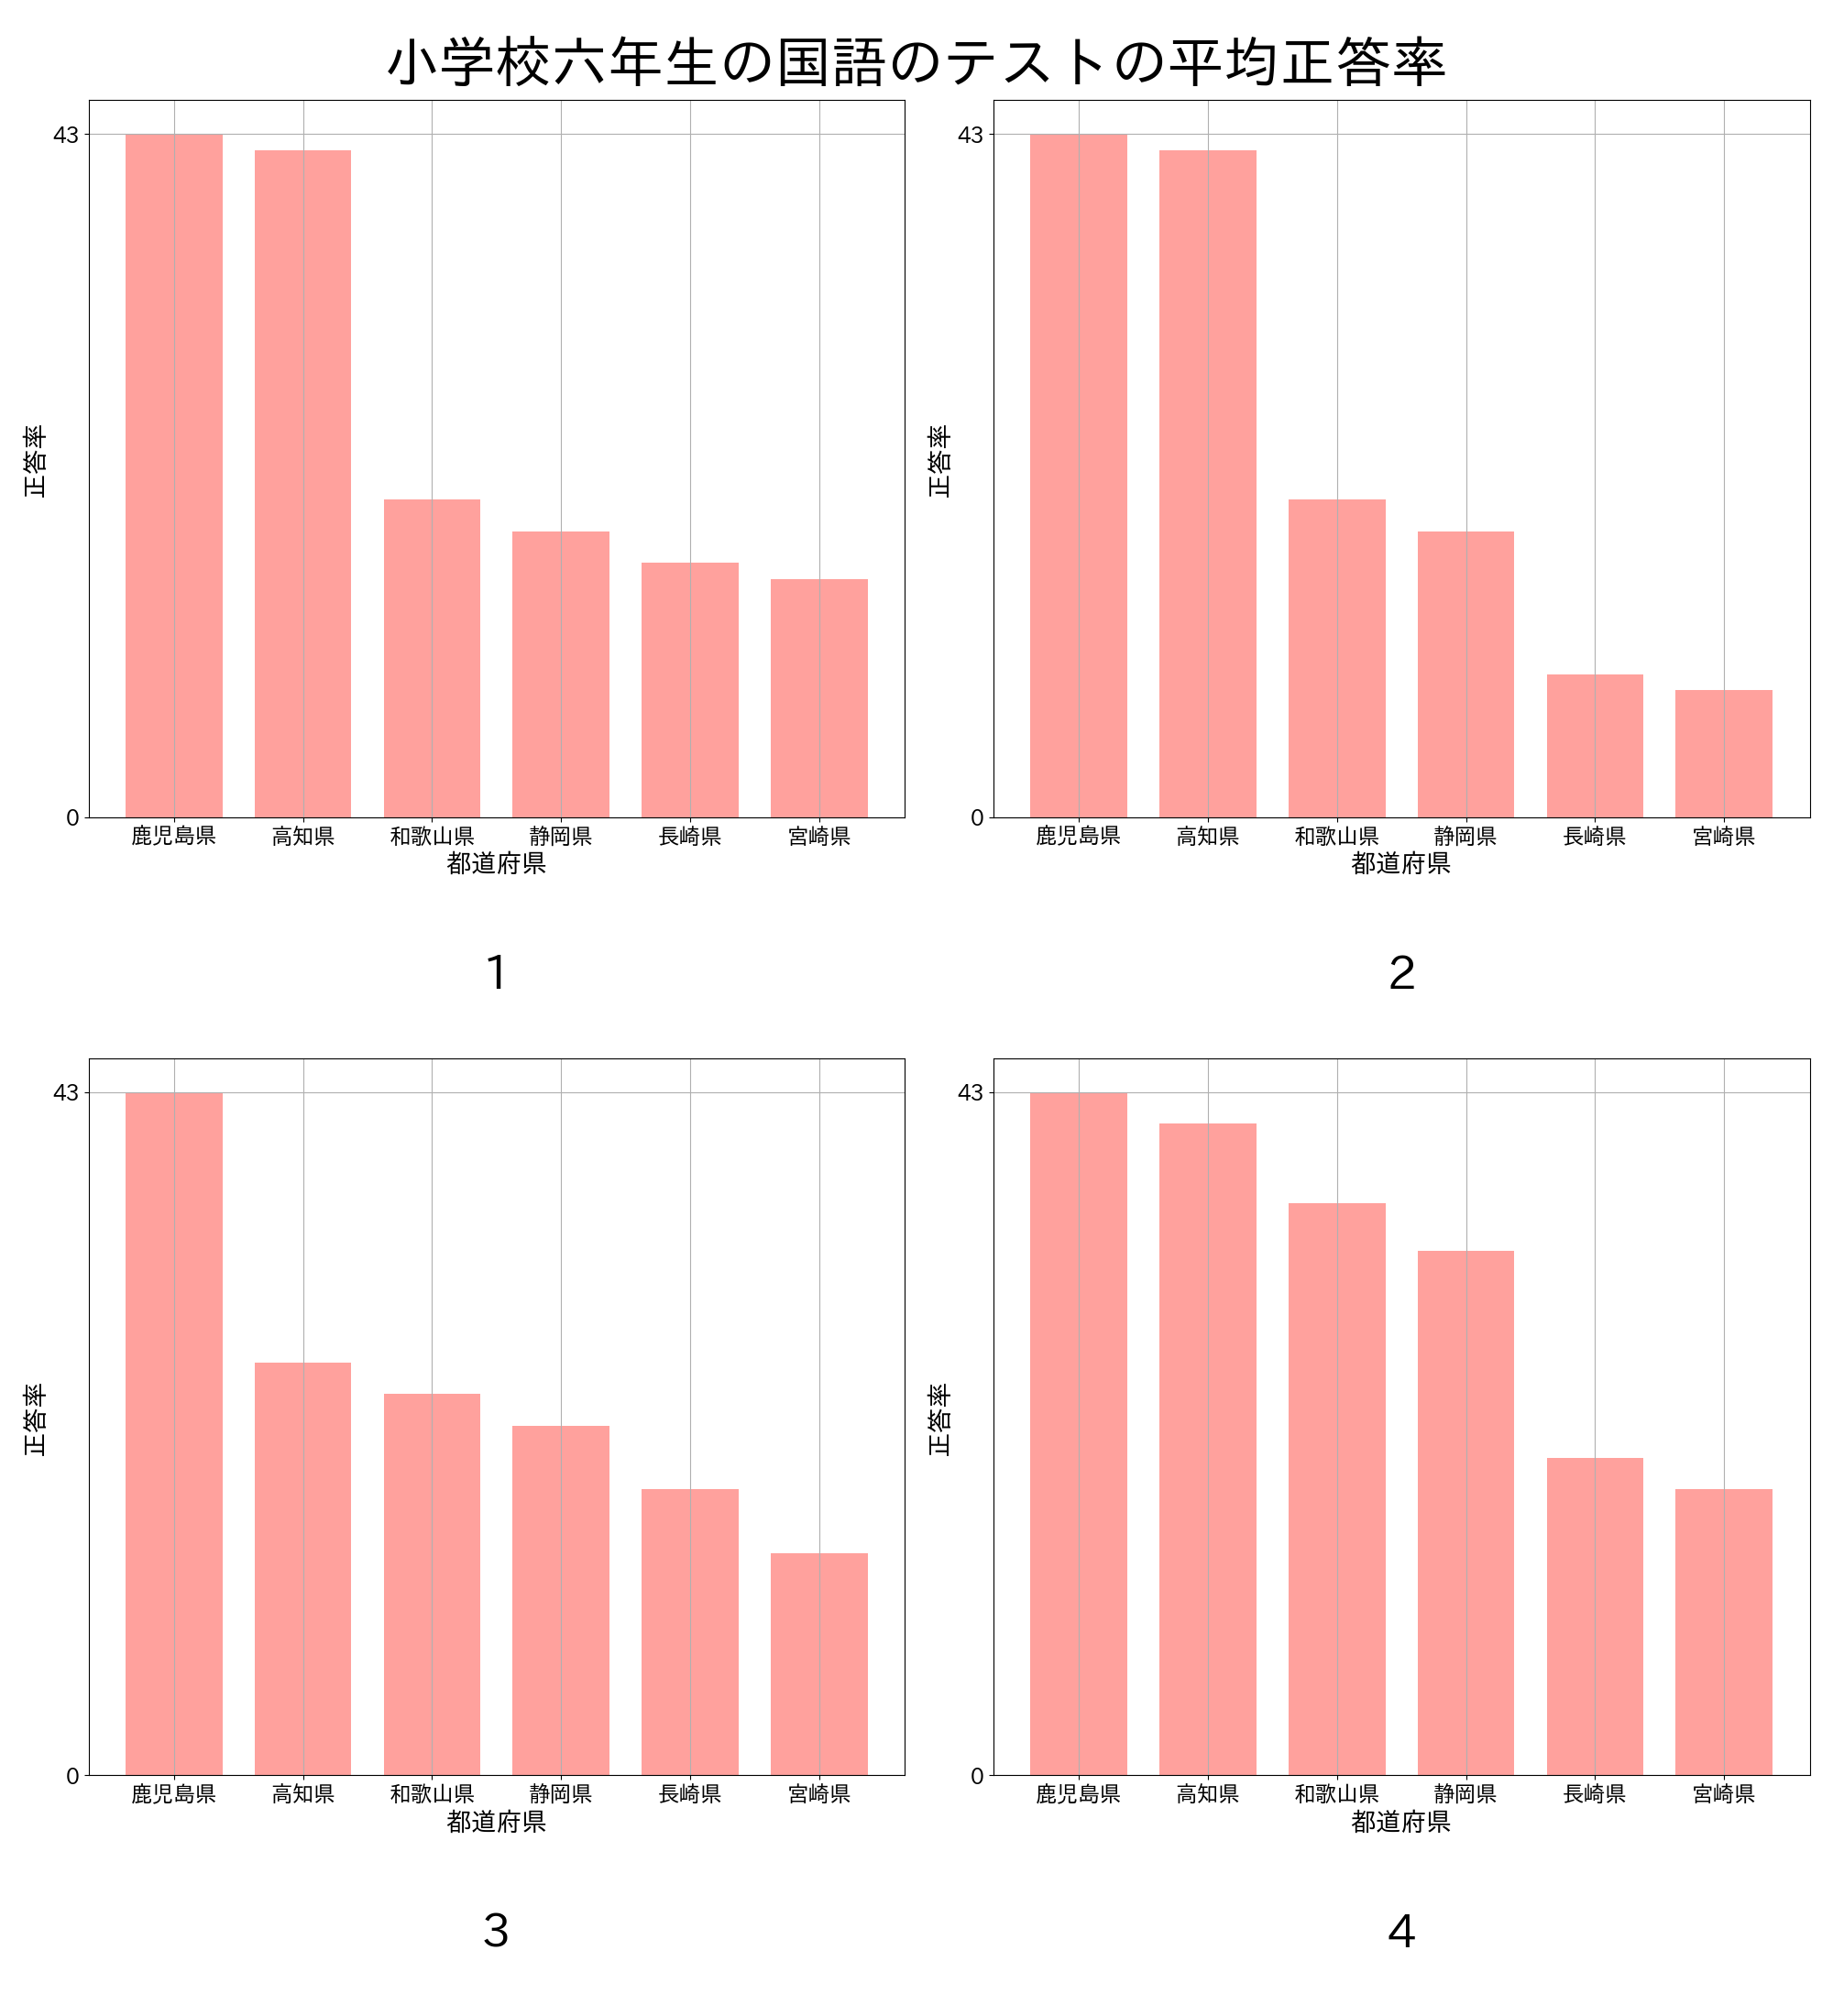 小学校六年生の国語のテストの平均正答率
43
正答率
0
鹿児島県 高知県 和歌山県 静岡県 長崎県 宮崎県
都道府県
1
43
正答率
0
鹿児島県 高知県 和歌山県 静岡県 長崎県 宮崎県
都道府県
2
43
正答率
0
鹿児島県 高知県 和歌山県 静岡県 長崎県 宮崎県
都道府県
3
43
正答率
0
鹿児島県 高知県 和歌山県 静岡県 長崎県 宮崎県
都道府県
4